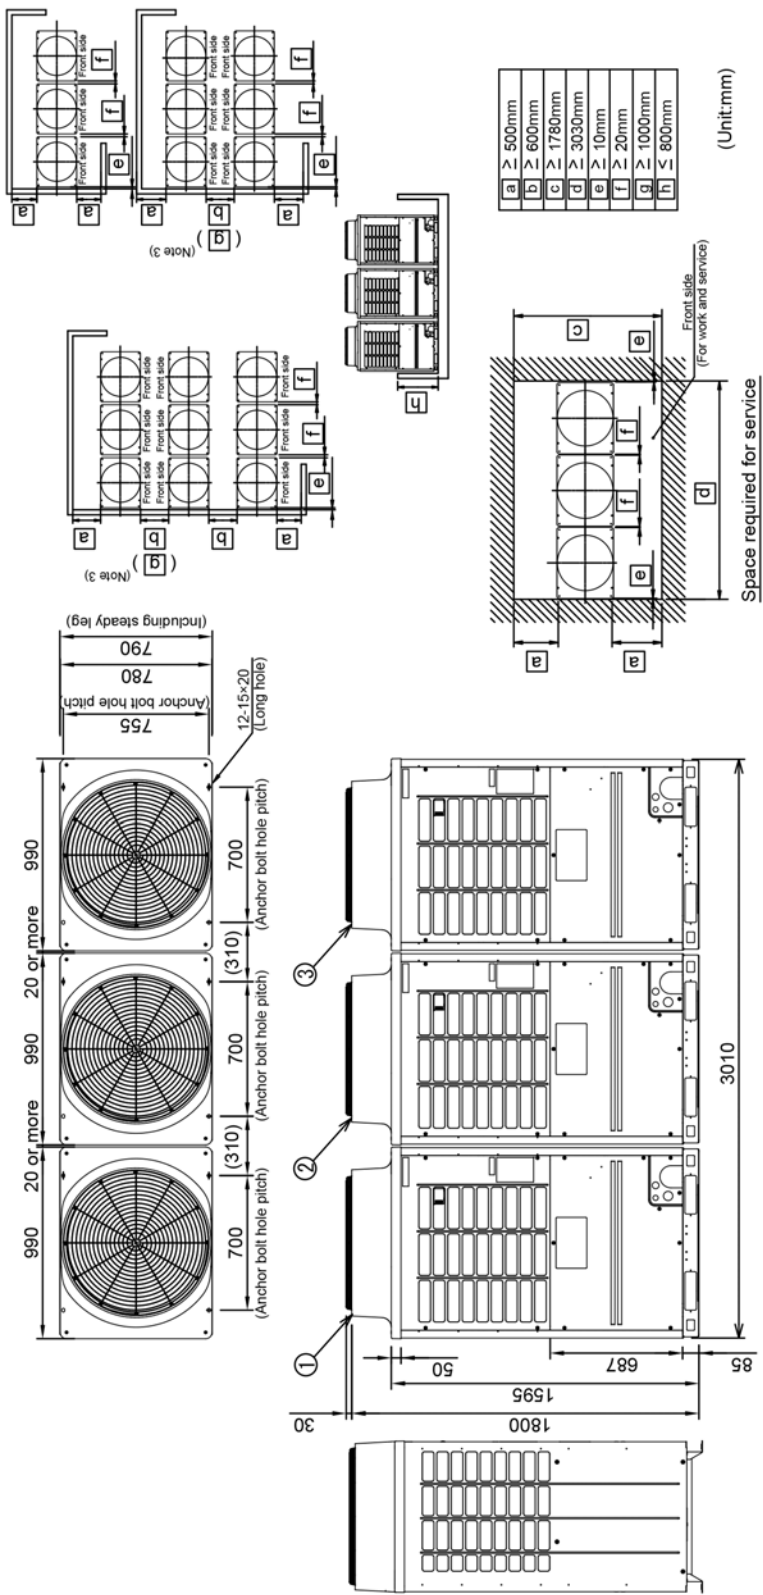 990 20 or more 990 20 or more 990
755
(Anchor bolt hole pitch)
780
790
(Including steady leg)
12-15×20
(Long hole)
700 (310) 700 (310) 700
(Anchor bolt hole pitch) (Anchor bolt hole pitch) (Anchor bolt hole pitch)
① ② ③
30
1800
1595
50
687
85
3010
a
Front side Front side Front side
b
(g)
(Note 3)
Front side Front side Front side
b
a
Front side Front side Front side
e f f
a
Front side Front side Front side
a
e f f
a
Front side Front side Front side
b
(g)
(Note 3)
Front side Front side Front side
a
e f f
h
a
c
a
e f f e
d
Front side
(For work and service)
Space required for service
a ≥ 500mm
b ≥ 600mm
c ≥ 1780mm
d ≥ 3030mm
e ≥ 10mm
f ≥ 20mm
g ≥ 1000mm
h ≤ 800mm
(Unit:mm)